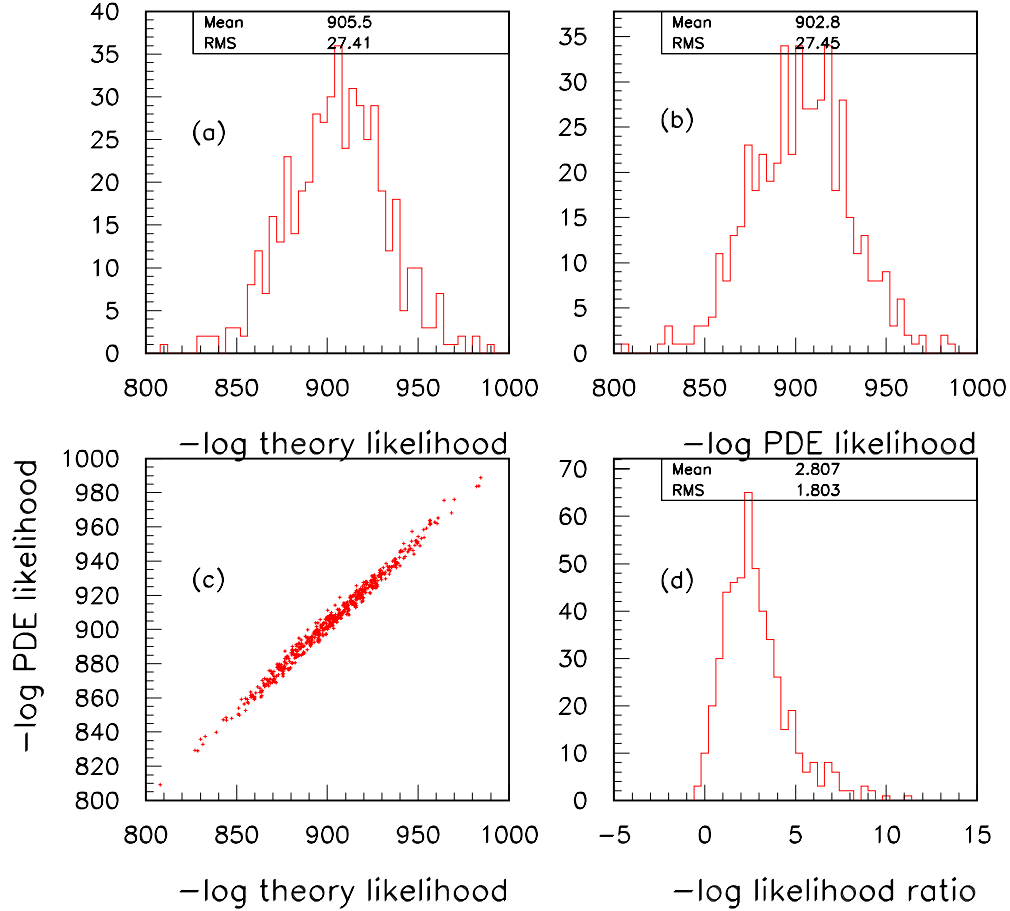 Mean 905.5
RMS 27.41
(a)
40
35
30
25
20
15
10
5
0
800 850 900 950 1000
−log theory likelihood
Mean 902.8
RMS 27.45
(b)
35
30
25
20
15
10
5
0
800 850 900 950 1000
−log PDE likelihood
−log PDE likelihood
(c)
1000
980
960
940
920
900
880
860
840
820
800
800 850 900 950 1000
−log theory likelihood
Mean 2.807
RMS 1.803
(d)
70
60
50
40
30
20
10
0
−5 0 5 10 15
−log likelihood ratio